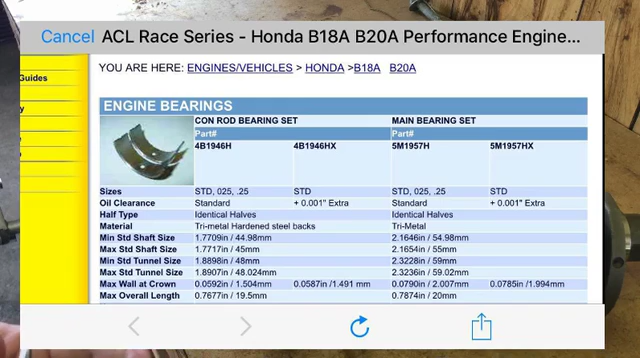 Cancel ACL Race Series - Honda B18A B20A Performance Engine...
Guides
YOU ARE HERE: ENGINES/VEHICLES > HONDA >B18A B20A
ENGINE BEARINGS
CON ROD BEARING SET MAIN BEARING SET
Part# Part#
4B1946H 4B1946HX 5M1957H 5M1957HX
Sizes STD, 025, .25 STD STD, 025, .25 STD
Oil Clearance Standard + 0.001" Extra Standard + 0.001" Extra
Half Type Identical Halves Identical Halves
Material Tri-metal Hardened steel backs Tri-Metal
Min Std Shaft Size 1.7709in / 44.98mm 2.1646in / 54.98mm
Max Std Shaft Size 1.7717in / 45mm 2.1654in / 55mm
Min Std Tunnel Size 1.8898in / 48mm 2.3228in / 59mm
Max Std Tunnel Size 1.8907in / 48.024mm 2.3236in / 59.02mm
Max Wall at Crown 0.0592in / 1.504mm 0.0587in /1.491 mm 0.0790in / 2.007mm 0.0785in /1.994mm
Max Overall Length 0.7677in / 19.5mm 0.7874in / 20mm